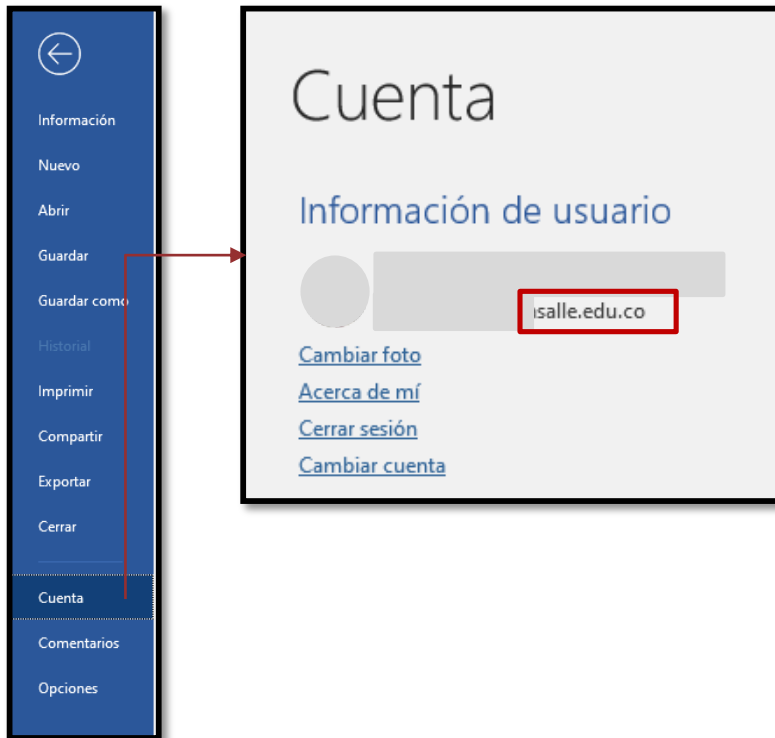 Información
Nuevo
Abrir
Guardar
Guardar como
Historial
Imprimir
Compartir
Exportar
Cerrar
Cuenta
Comentarios
Opciones
Cuenta
Información de usuario
salle.edu.co
Cambiar foto
Acerca de mí
Cerrar sesión
Cambiar cuenta